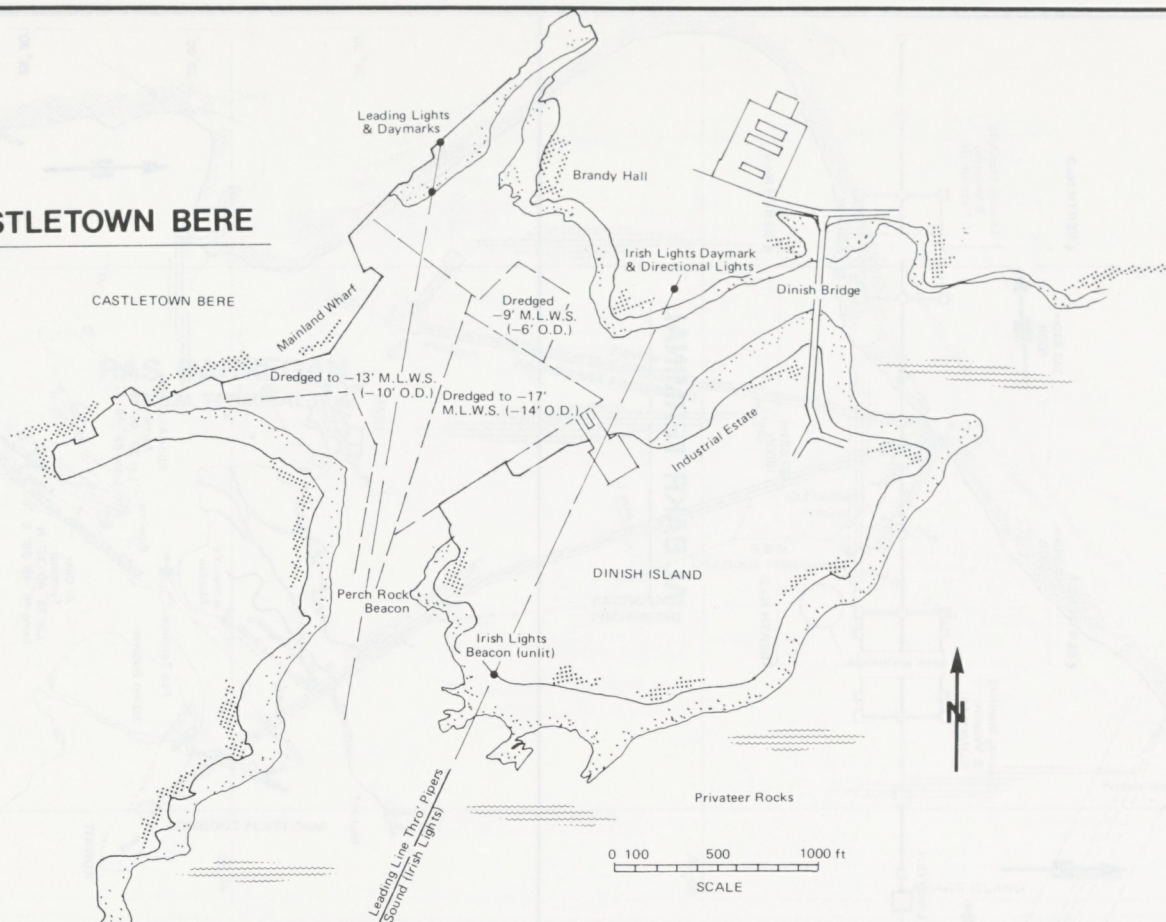 Leading Lights
& Daymarks
STLETOWN BERE
Brandy Hall
Irish Lights Daymark
& Directional Lights
CASTLETOWN BERE
Mainland Wharf
Dinish Bridge
Dredged
–9' M.L.W.S.
(–6' O.D.)
Dredged to –13' M.L.W.S.
(–10' O.D.)
Dredged to –17'
M.L.W.S. (–14' O.D.)
Industrial Estate
DINISH ISLAND
Perch Rock
Beacon
Irish Lights
Beacon (unlit)
N
Privateer Rocks
Leading Line Thro' Pipers
Sound (Irish Lights)
0 100 500 1000 ft
SCALE